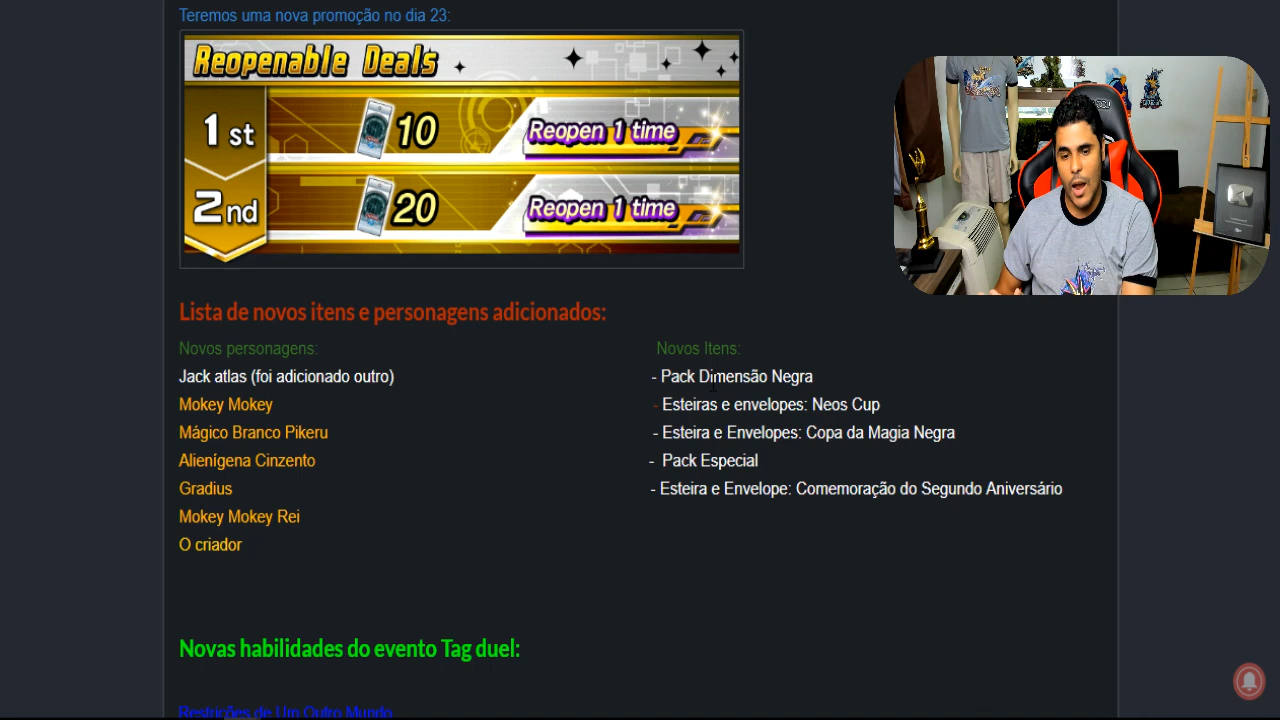 Teremos uma nova promoção no dia 23:
Reopenable Deals
1st 10 Reopen 1 time
2nd 20 Reopen 1 time
Lista de novos itens e personagens adicionados:
Novos personagens:
Jack atlas (foi adicionado outro)
Mokey Mokey
Mágico Branco Pikeru
Alienígena Cinzento
Gradius
Mokey Mokey Rei
O criador
Novos Itens:
- Pack Dimensão Negra
- Esteiras e envelopes: Neos Cup
- Esteira e Envelopes: Copa da Magia Negra
- Pack Especial
- Esteira e Envelope: Comemoração do Segundo Aniversário
Novas habilidades do evento Tag duel:
Restrições de Um Outro Mundo